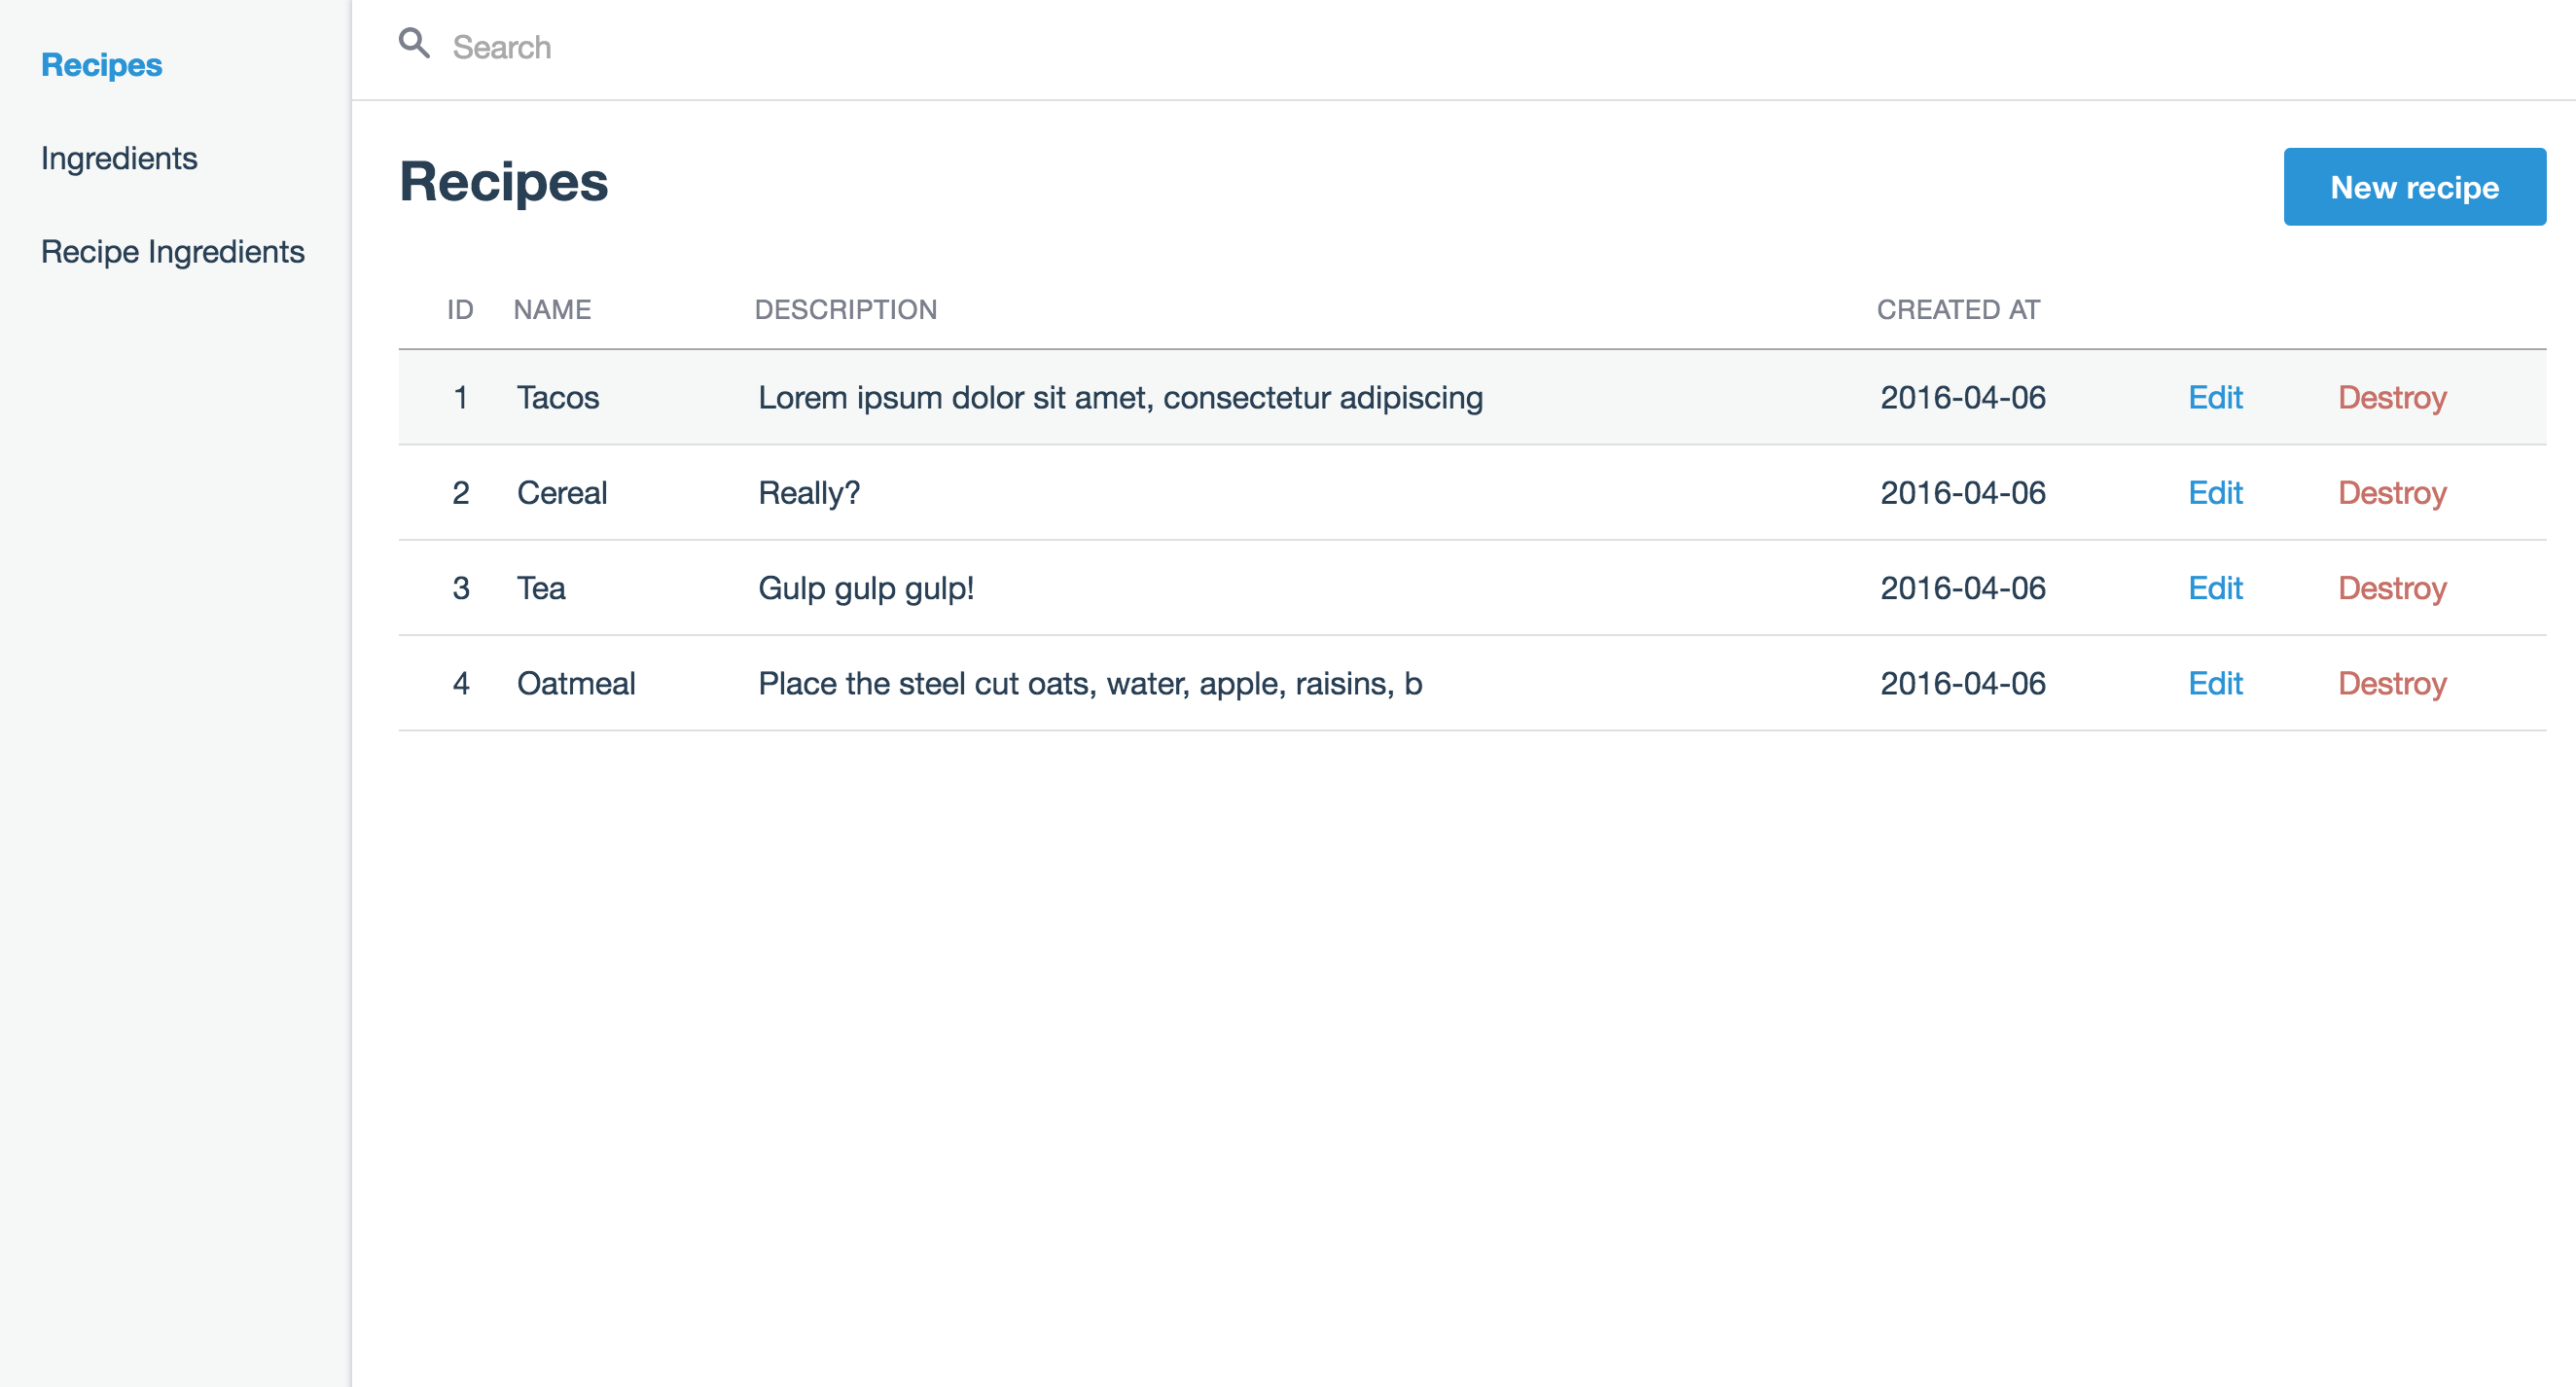 Recipes
Ingredients
Recipe Ingredients
Search
Recipes
New recipe
ID NAME DESCRIPTION CREATED AT
1 Tacos Lorem ipsum dolor sit amet, consectetur adipiscing 2016-04-06 Edit Destroy
2 Cereal Really? 2016-04-06 Edit Destroy
3 Tea Gulp gulp gulp! 2016-04-06 Edit Destroy
4 Oatmeal Place the steel cut oats, water, apple, raisins, b 2016-04-06 Edit Destroy